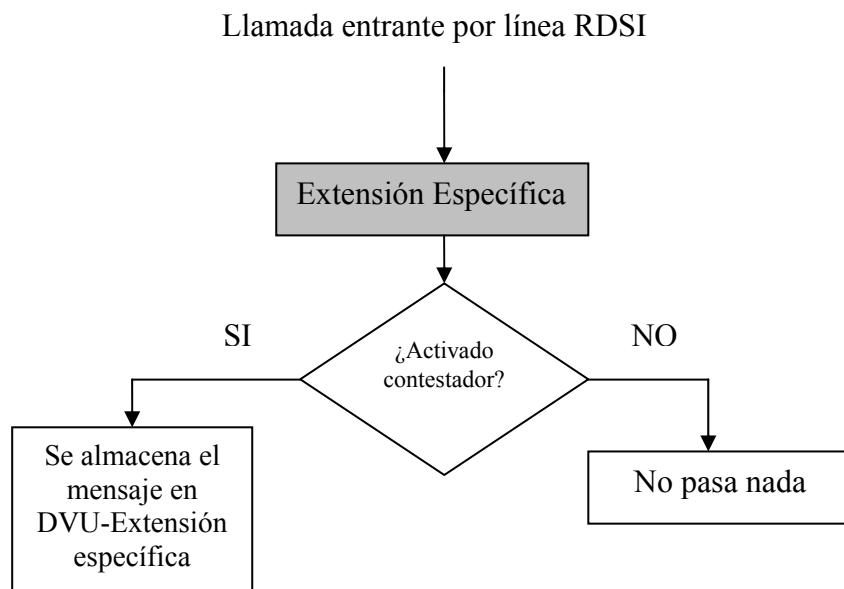 Llamada entrante por línea RDSI
Extensión Específica
SI
NO
¿Activado
contestador?
Se almacena el
mensaje en
DVU-Extensión
específica
No pasa nada